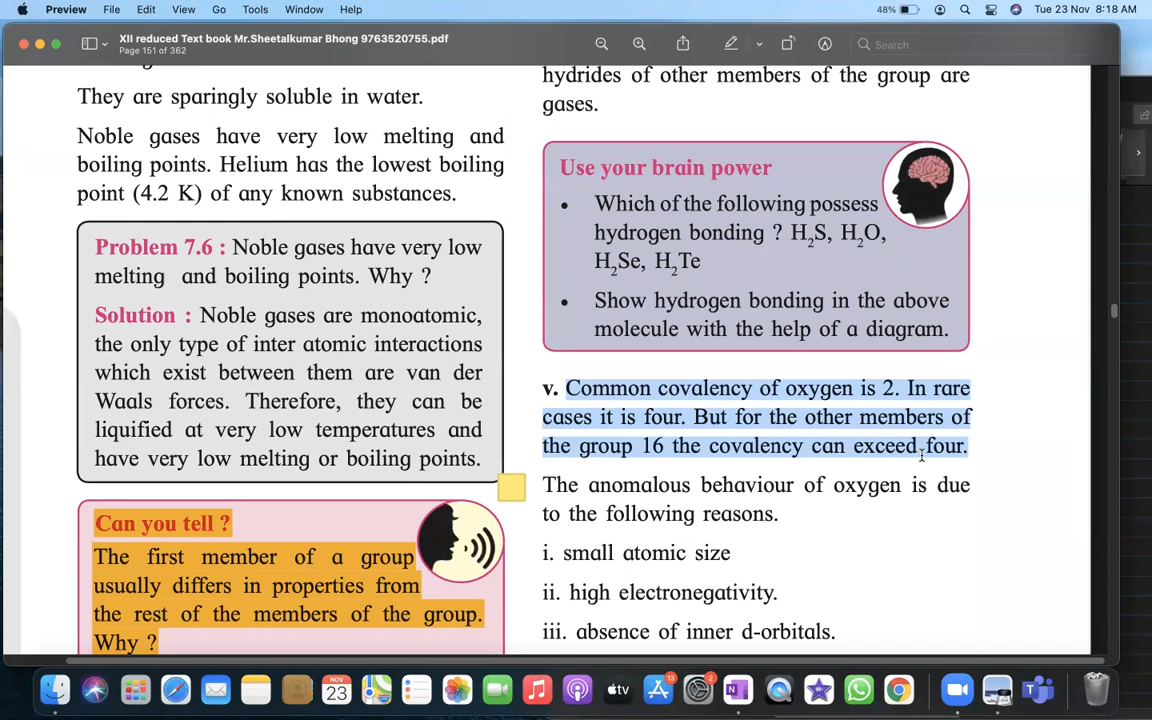 Preview File Edit View Go Tools Window Help 48% Tue 23 Nov 8:18 AM
XII reduced Text book Mr.Sheetalkumar Bhong 9763520755.pdf
Page 151 of 362
Search
They are sparingly soluble in water.
Noble gases have very low melting and
boiling points. Helium has the lowest boiling
point (4.2 K) of any known substances.
Problem 7.6 : Noble gases have very low
melting and boiling points. Why ?
Solution : Noble gases are monoatomic,
the only type of inter atomic interactions
which exist between them are van der
Waals forces. Therefore, they can be
liquified at very low temperatures and
have very low melting or boiling points.
Can you tell ?
The first member of a group
usually differs in properties from
the rest of the members of the group.
Why ?
hydrides of other members of the group are
gases.
Use your brain power
• Which of the following possess
hydrogen bonding ? H₂S, H₂O,
H₂Se, H₂Te
• Show hydrogen bonding in the above
molecule with the help of a diagram.
v. Common covalency of oxygen is 2. In rare
cases it is four. But for the other members of
the group 16 the covalency can exceed four.
The anomalous behaviour of oxygen is due
to the following reasons.
i. small atomic size
ii. high electronegativity.
iii. absence of inner d-orbitals.
NOV
23
tv
13
2